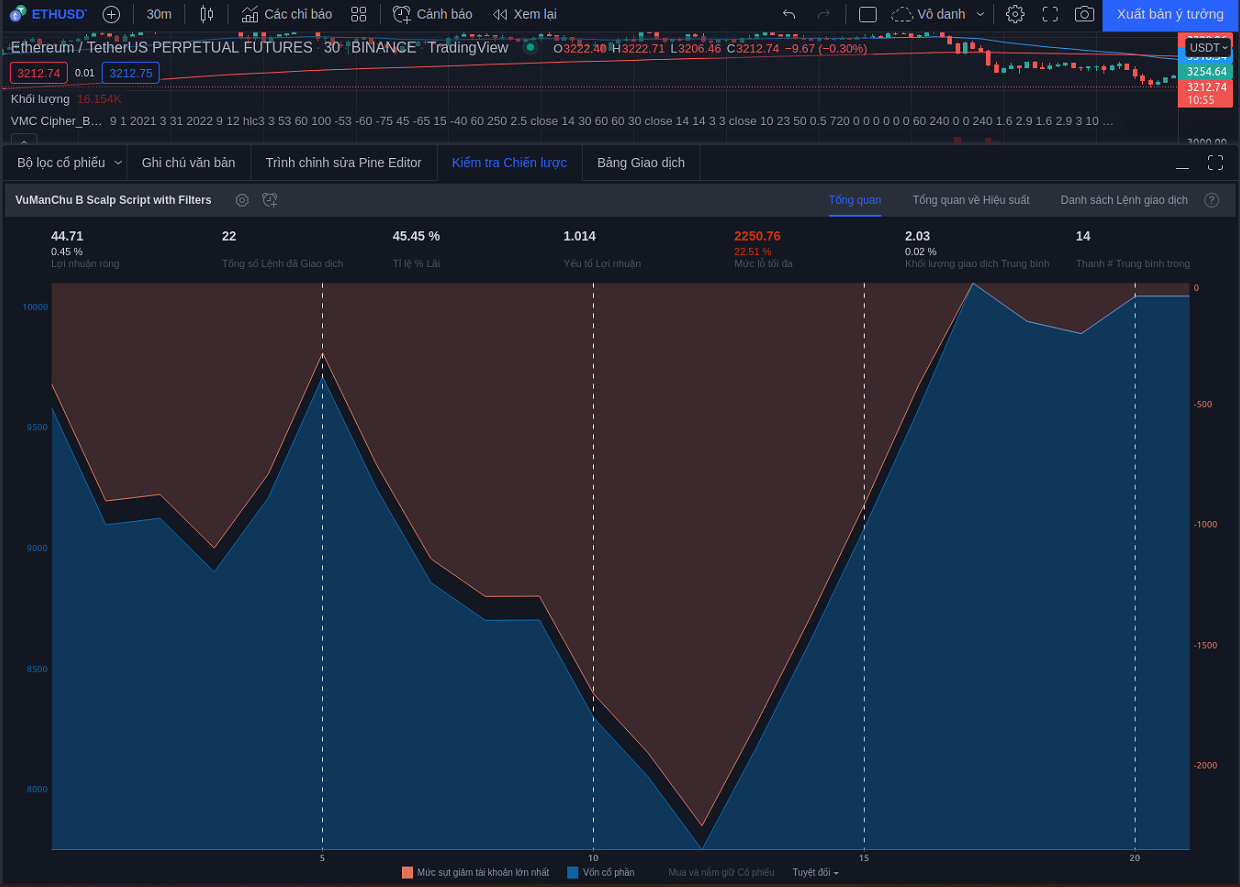 ETHUSDT 30m Các chỉ báo Cảnh báo Xem lại Vô danh Xuất bản ý tưởng
Ethereum / TetherUS PERPETUAL FUTURES · 30 · BINANCE · TradingView O3222.40 H3222.71 L3206.46 C3212.74 −9.67 (−0.30%)
USDT
3212.74 0.01 3212.75
3254.64
3212.74
10:55
Khối lượng 16.154K
VMC Cipher_B… 9 1 2021 3 31 2022 9 12 hlc3 3 53 60 100 -53 -60 -75 45 -65 15 -40 60 250 2.5 close 14 30 60 60 30 close 14 14 3 3 close 10 23 50 0.5 720 0 0 0 0 0 0 60 240 0 0 240 1.6 2.9 1.6 2.9 3 10 …
3000.00
Bộ lọc cổ phiếu Ghi chú văn bản Trình chỉnh sửa Pine Editor Kiểm tra Chiến lược Bảng Giao dịch
VuManChu B Scalp Script with Filters Tổng quan Tổng quan về Hiệu suất Danh sách Lệnh giao dịch ?
44.71 22 45.45 % 1.014 2250.76 2.03 14
0.45 % 22.51 % 0.02 %
Lợi nhuận ròng Tổng số Lệnh đã Giao dịch Tỉ lệ % Lãi Yếu tố Lợi nhuận Mức lỗ tối đa Khối lượng giao dịch Trung bình Thanh # Trung bình trong
0
10000
-500
9500
-1000
9000
-1500
8500
-2000
8000
5 10 15 20
Mức sụt giảm tài khoản lớn nhất Vốn cổ phần Mua và nắm giữ Cổ phiếu Tuyệt đối